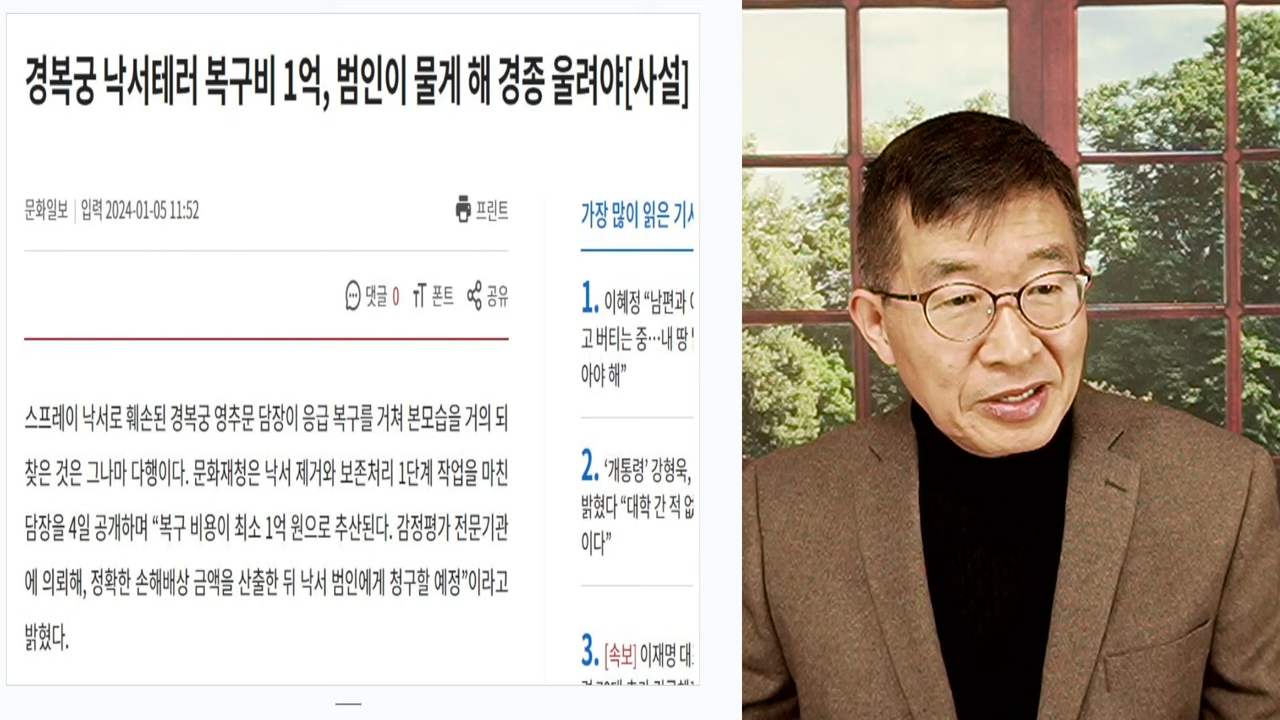 경복궁 낙서테러 복구비 1억, 범인이 물게 해 경종 울려야[사설]
문화일보 | 입력 2024-01-05 11:52
프린트
댓글 0 폰트 공유
스프레이 낙서로 훼손된 경복궁 영추문 담장이 응급 복구를 거쳐 본모습을 거의 되
찾은 것은 그나마 다행이다. 문화재청은 낙서 제거와 보존처리 1단계 작업을 마친
담장을 4일 공개하며 “복구 비용이 최소 1억 원으로 추산된다. 감정평가 전문기관
에 의뢰해, 정확한 손해배상 금액을 산출한 뒤 낙서 범인에게 청구할 예정”이라고
밝혔다.
가장 많이 읽은
1. 이혜정 “남편과
고 버티는 중…내 땅
아야 해”
2. ‘개통령’ 강형욱,
밝혔다 “대학 간 적 없
이다”
3. [속보] 이재명